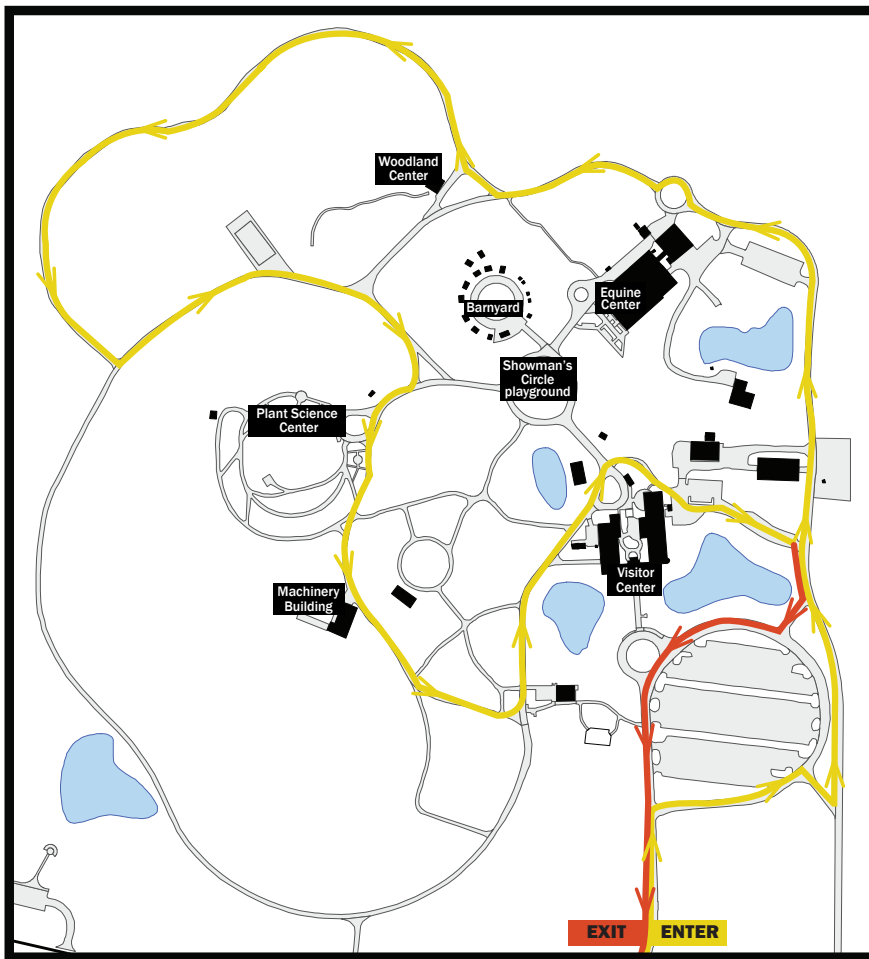 Woodland
Center
Equine
Center
Barnyard
Showman's
Circle
playground
Plant Science
Center
Visitor
Center
Machinery
Building
EXIT
ENTER